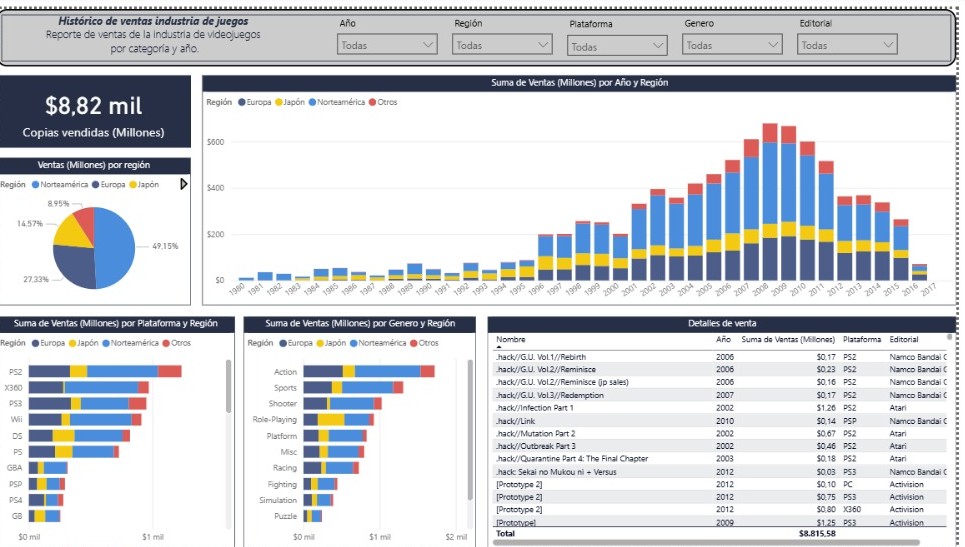 Histórico de ventas industria de juegos
Reporte de ventas de la industria de videojuegos
por categoría y año.
Año
Región
Plataforma
Genero
Editorial
Todas
Todas
Todas
Todas
Todas
$8,82 mil
Copias vendidas (Millones)
Ventas (Millones) por región
Región Norteamérica Europa Japón
8,95%
14,57%
49,15%
27,33%
Suma de Ventas (Millones) por Año y Región
Región Europa Japón Norteamérica Otros
$600
$400
$200
$0
1980 1981 1982 1983 1984 1985 1986 1987 1988 1989 1990 1991 1992 1993 1994 1995 1996 1997 1998 1999 2000 2001 2002 2003 2004 2005 2006 2007 2008 2009 2010 2011 2012 2013 2014 2015 2016 2017
Suma de Ventas (Millones) por Plataforma y Región
Región Europa Japón Norteamérica Otros
PS2
X360
PS3
Wii
DS
PS
GBA
PSP
PS4
GB
$0 mil $1 mil
Suma de Ventas (Millones) por Genero y Región
Región Europa Japón Norteamérica Otros
Action
Sports
Shooter
Role-Playing
Platform
Misc
Racing
Fighting
Simulation
Puzzle
$0 mil $1 mil $2 mil
Detalles de venta
Nombre Año Suma de Ventas (Millones) Plataforma Editorial
.hack//G.U. Vol.1//Rebirth 2006 $0,17 PS2 Namco Bandai G
.hack//G.U. Vol.2//Reminisce 2006 $0,23 PS2 Namco Bandai G
.hack//G.U. Vol.2//Reminisce (jp sales) 2006 $0,16 PS2 Namco Bandai G
.hack//G.U. Vol.3//Redemption 2007 $0,17 PS2 Namco Bandai G
.hack//Infection Part 1 2002 $1,26 PS2 Atari
.hack//Link 2010 $0,14 PSP Namco Bandai G
.hack//Mutation Part 2 2002 $0,67 PS2 Atari
.hack//Outbreak Part 3 2002 $0,46 PS2 Atari
.hack//Quarantine Part 4: The Final Chapter 2003 $0,18 PS2 Atari
.hack: Sekai no Mukou ni + Versus 2012 $0,03 PS3 Namco Bandai G
[Prototype 2] 2012 $0,10 PC Activision
[Prototype 2] 2012 $0,75 PS3 Activision
[Prototype 2] 2012 $0,80 X360 Activision
[Prototype] 2009 $1,25 PS3 Activision
Total $8.815,58